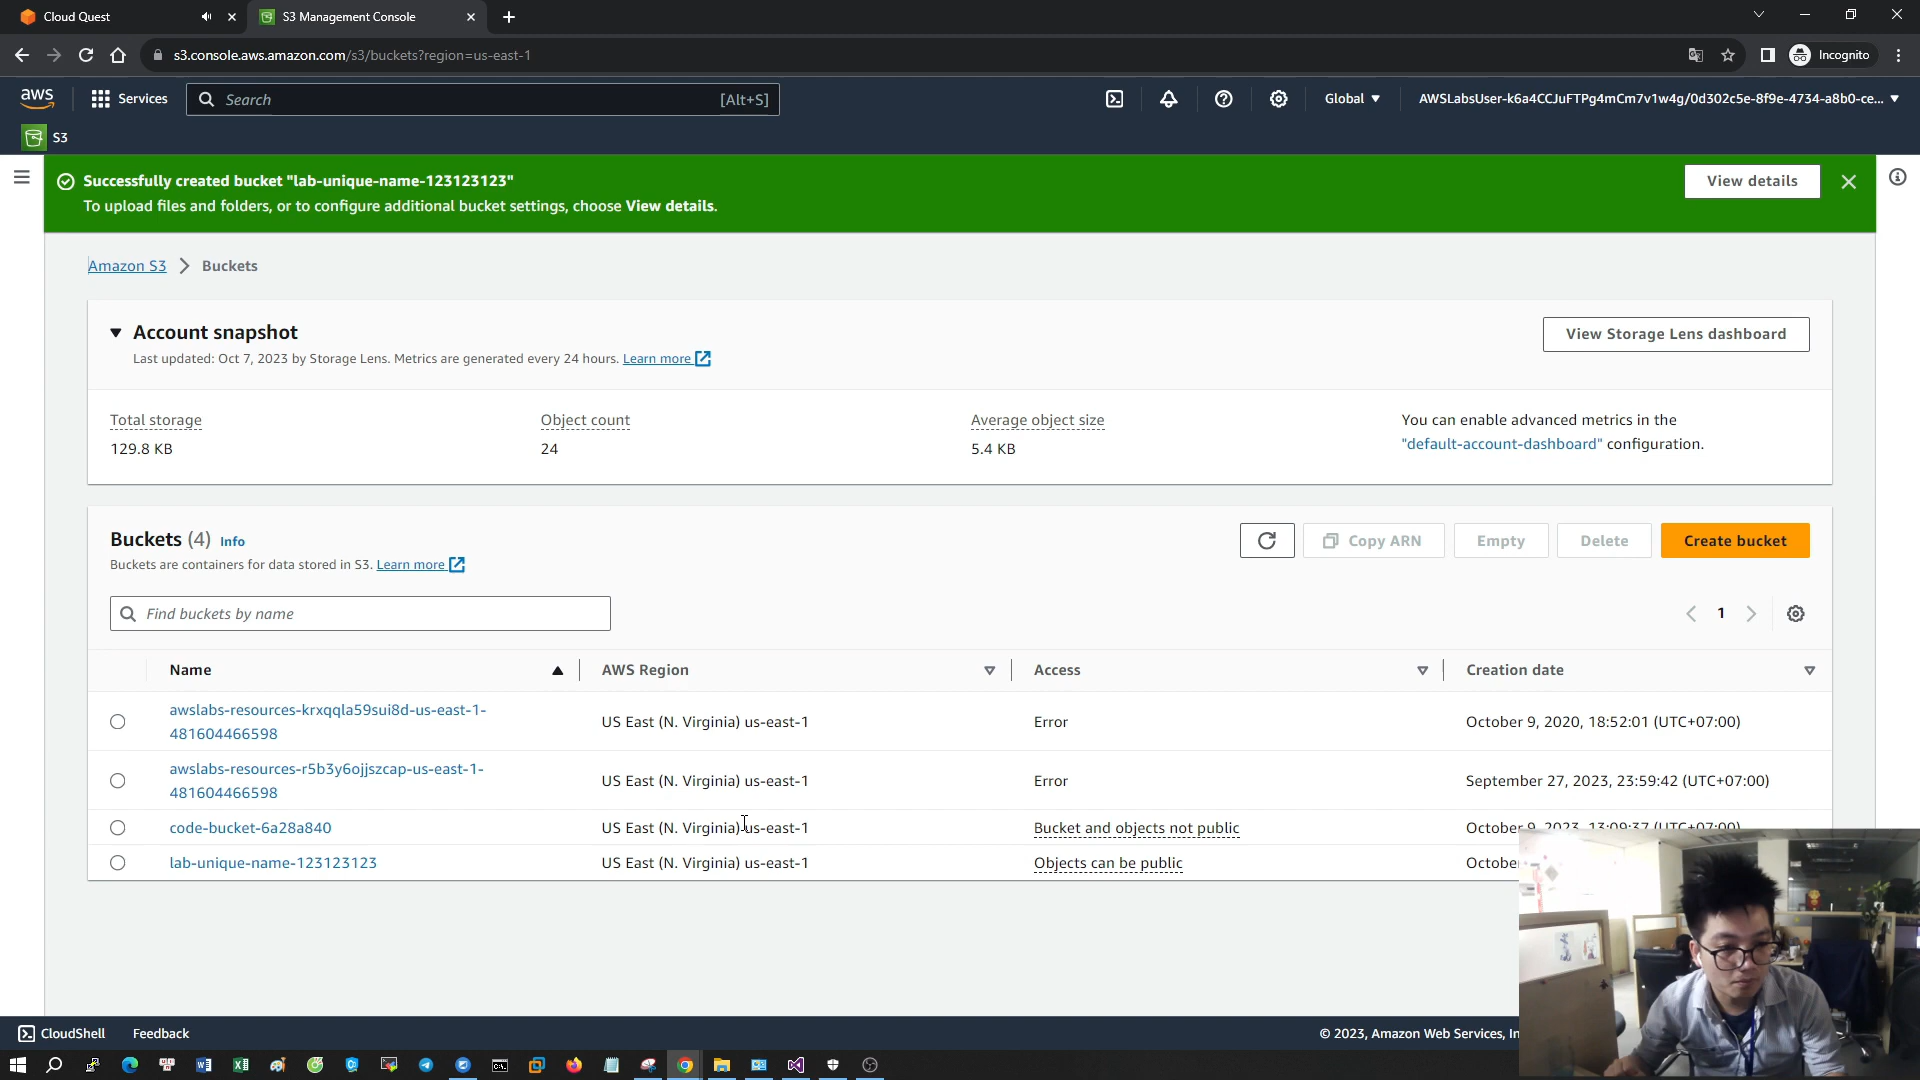 Cloud Quest
S3 Management Console
s3.console.aws.amazon.com/s3/buckets?region=us-east-1
Incognito
aws
Services
Search
[Alt+S]
Global
AWSLabsUser-k6a4CCJuFTPg4mCm7v1w4g/0d302c5e-8f9e-4734-a8b0-ce...
S3
Successfully created bucket "lab-unique-name-123123123"
To upload files and folders, or to configure additional bucket settings, choose View details.
View details
Amazon S3 > Buckets
Account snapshot
Last updated: Oct 7, 2023 by Storage Lens. Metrics are generated every 24 hours. Learn more
View Storage Lens dashboard
Total storage
129.8 KB
Object count
24
Average object size
5.4 KB
You can enable advanced metrics in the
"default-account-dashboard" configuration.
Buckets (4) Info
Buckets are containers for data stored in S3. Learn more
Copy ARN
Empty
Delete
Create bucket
Find buckets by name
1
Name
AWS Region
Access
Creation date
awslabs-resources-krxqqla59sui8d-us-east-1-
481604466598
US East (N. Virginia) us-east-1
Error
October 9, 2020, 18:52:01 (UTC+07:00)
awslabs-resources-r5b3y6ojjszcap-us-east-1-
481604466598
US East (N. Virginia) us-east-1
Error
September 27, 2023, 23:59:42 (UTC+07:00)
code-bucket-6a28a840
US East (N. Virginia) us-east-1
Bucket and objects not public
October 9, 2023, 13:09:37 (UTC+07:00)
lab-unique-name-123123123
US East (N. Virginia) us-east-1
Objects can be public
October
CloudShell
Feedback
© 2023, Amazon Web Services, In